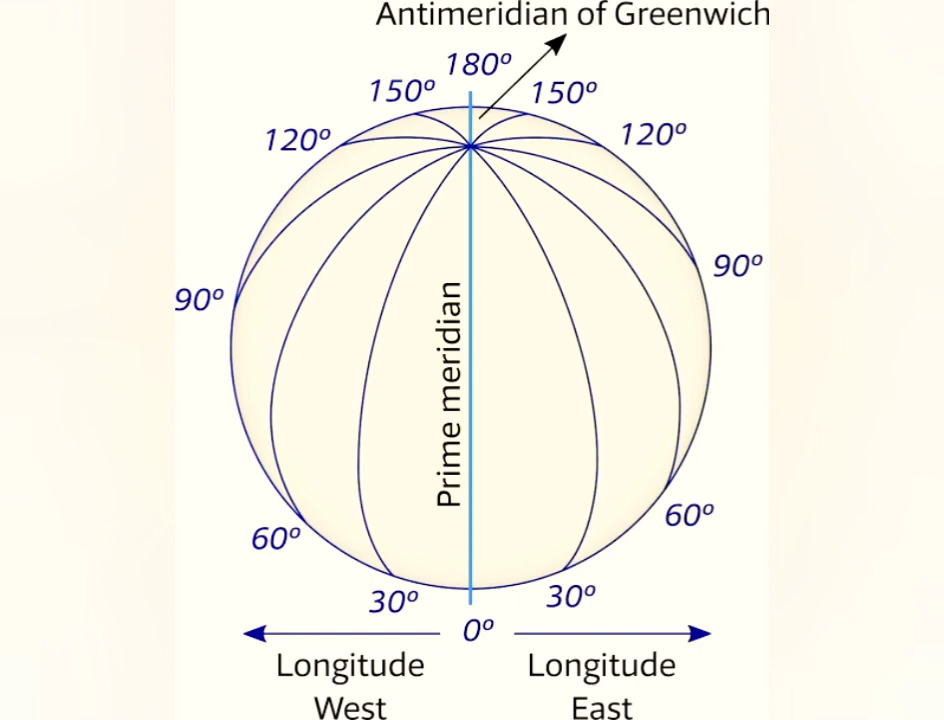 Antimeridian of Greenwich
180º
150º
150º
120º
120º
90º
90º
Prime meridian
60º
60º
30º
30º
0º
Longitude
West
Longitude
East